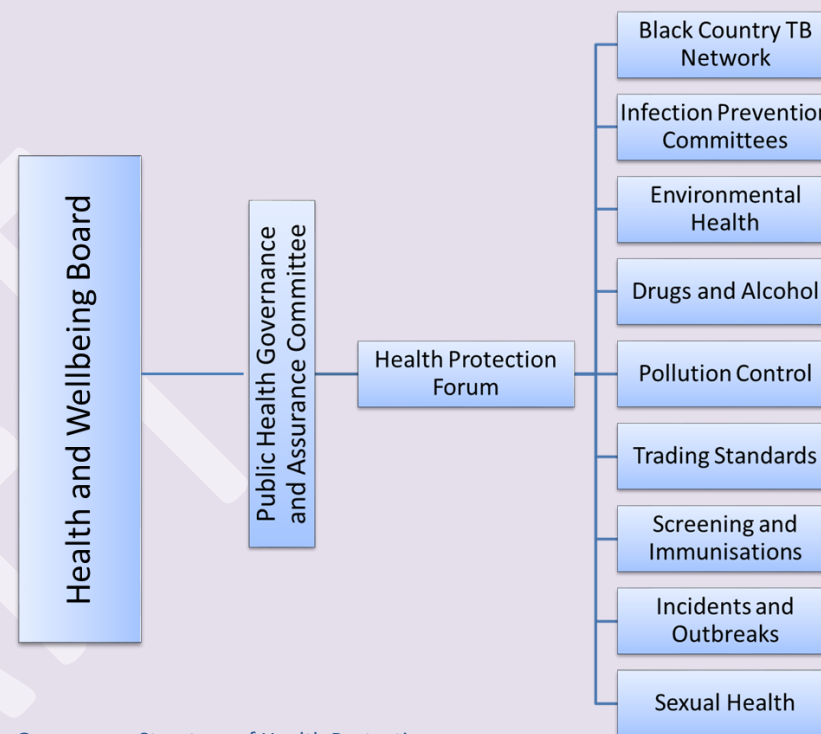 Health and Wellbeing Board
Public Health Governance
and Assurance Committee
Health Protection
Forum
Black Country TB
Network
Infection Prevention
Committees
Environmental
Health
Drugs and Alcohol
Pollution Control
Trading Standards
Screening and
Immunisations
Incidents and
Outbreaks
Sexual Health